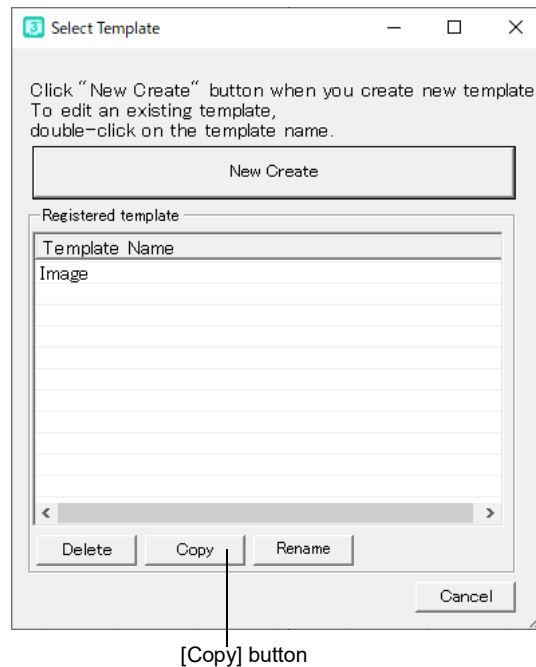 Select Template
Click "New Create" button when you create new template
To edit an existing template,
double-click on the template name.
New Create
Registered template
Template Name
Image
Delete Copy Rename
Cancel
[Copy] button